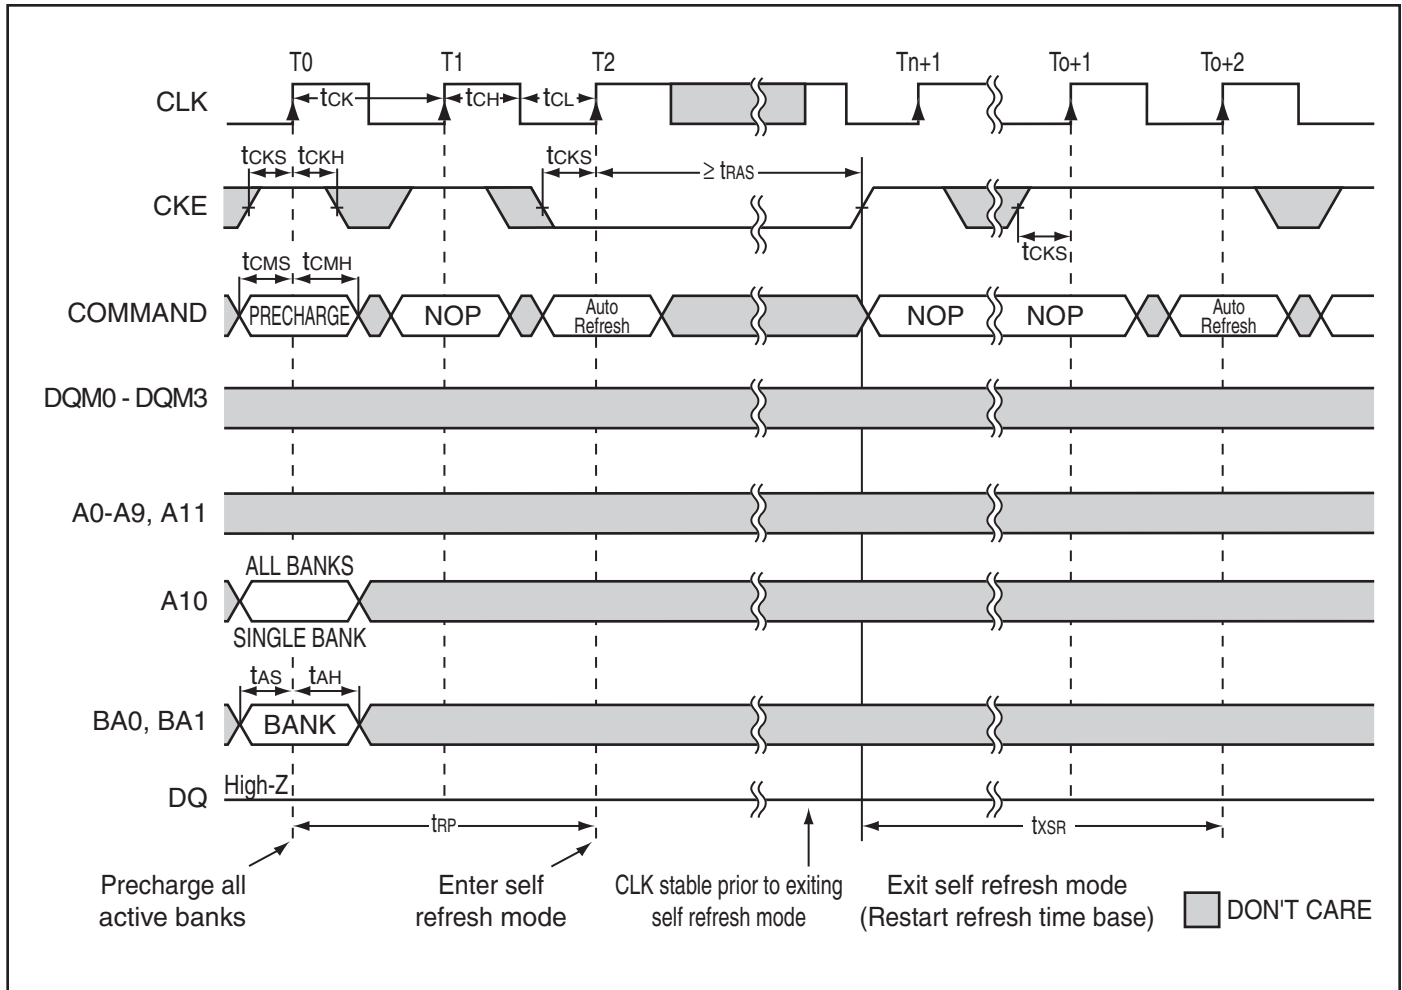 T0 T1 T2 Tn+1 To+1 To+2
CLK tCK tCH tCL
tCKS tCKH tCKS ≥ tRAS
CKE
tCKS
tCMS tCMH
COMMAND PRECHARGE NOP Auto Refresh NOP NOP Auto Refresh
DQM0 - DQM3
A0-A9, A11
ALL BANKS
A10
SINGLE BANK
tAS tAH
BA0, BA1 BANK
DQ High-Z
tRP tXSR
Precharge all
active banks
Enter self
refresh mode
CLK stable prior to exiting
self refresh mode
Exit self refresh mode
(Restart refresh time base)
DON'T CARE